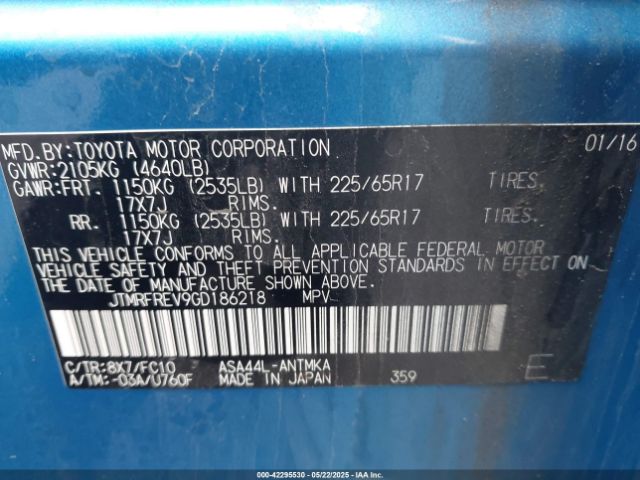 MFD.BY:TOYOTA MOTOR CORPORATION 01/16
GVWR:2105KG (4640LB)
GAWR:FRT. 1150KG (2535LB) WITH 225/65R17 TIRES.
17X7J RIMS.
RR. 1150KG (2535LB) WITH 225/65R17 TIRES.
17X7J RIMS.
THIS VEHICLE CONFORMS TO ALL APPLICABLE FEDERAL MOTOR
VEHICLE SAFETY AND THEFT PREVENTION STANDARDS IN EFFECT ON
THE DATE OF MANUFACTURE SHOWN ABOVE.
JTMRFREV9GD186218 MPV
C/TR:8X7/FC10 ASA44L-ANTMKA
A/TM:-03A/U760F MADE IN JAPAN 359 E
000-42295530 - 05/22/2025 - IAAI.COM